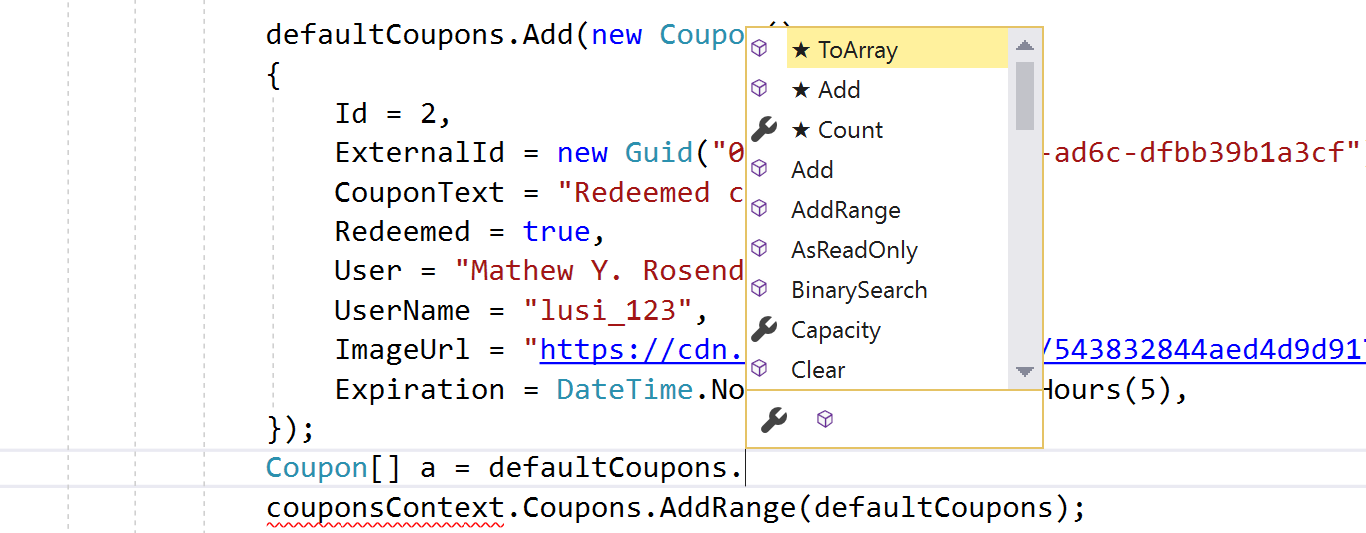 defaultCoupons.Add(new Coupo()
{
Id = 2,
ExternalId = new Guid("0 -ad6c-dfbb39b1a3cf"
CouponText = "Redeemed c
Redeemed = true,
User = "Mathew Y. Rosend
UserName = "lusi_123",
ImageUrl = "https://cdn. /543832844aed4d9d917
Expiration = DateTime.No Hours(5),
});
Coupon[] a = defaultCoupons.
couponsContext.Coupons.AddRange(defaultCoupons);
★ ToArray
★ Add
★ Count
Add
AddRange
AsReadOnly
BinarySearch
Capacity
Clear